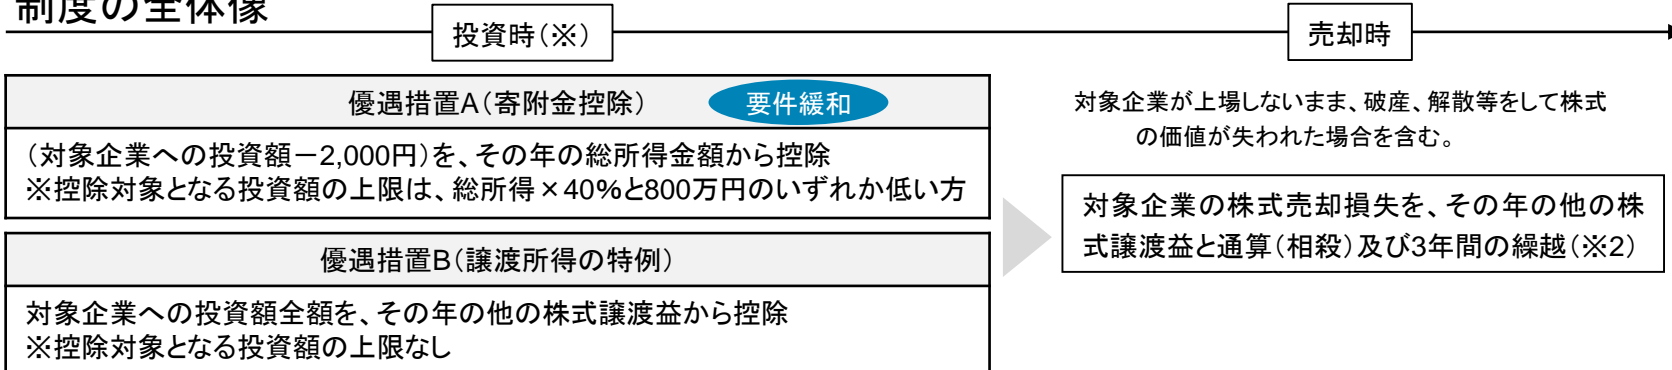 制度の全体像
投資時(※)
売却時
優遇措置A(寄附金控除)
要件緩和
(対象企業への投資額－2,000円)を、その年の総所得金額から控除
※控除対象となる投資額の上限は、総所得×40%と800万円のいずれか低い方
優遇措置B(譲渡所得の特例)
対象企業への投資額全額を、その年の他の株式譲渡益から控除
※控除対象となる投資額の上限なし
対象企業が上場しないまま、破産、解散等をして株式
の価値が失われた場合を含む。
対象企業の株式売却損失を、その年の他の株
式譲渡益と通算(相殺)及び3年間の繰越(※2)